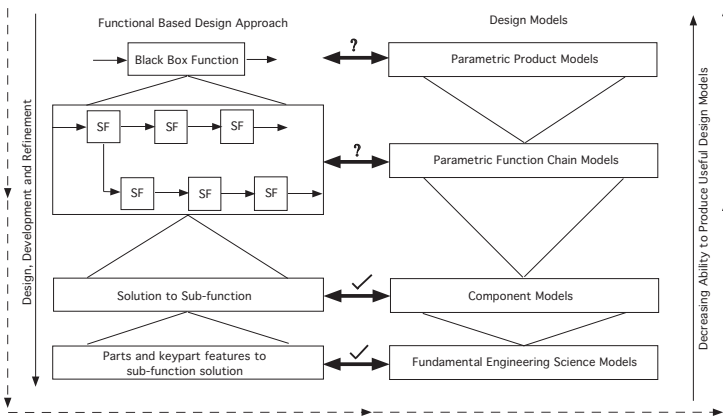 Functional Based Design Approach
Design Models
Black Box Function
?
Parametric Product Models
SF
SF
SF
SF
SF
SF
?
Parametric Function Chain Models
Solution to Sub-function
Component Models
Parts and keypart features to
sub-function solution
Fundamental Engineering Science Models
Design, Development and Refinement
Decreasing Ability to Produce Useful Design Models